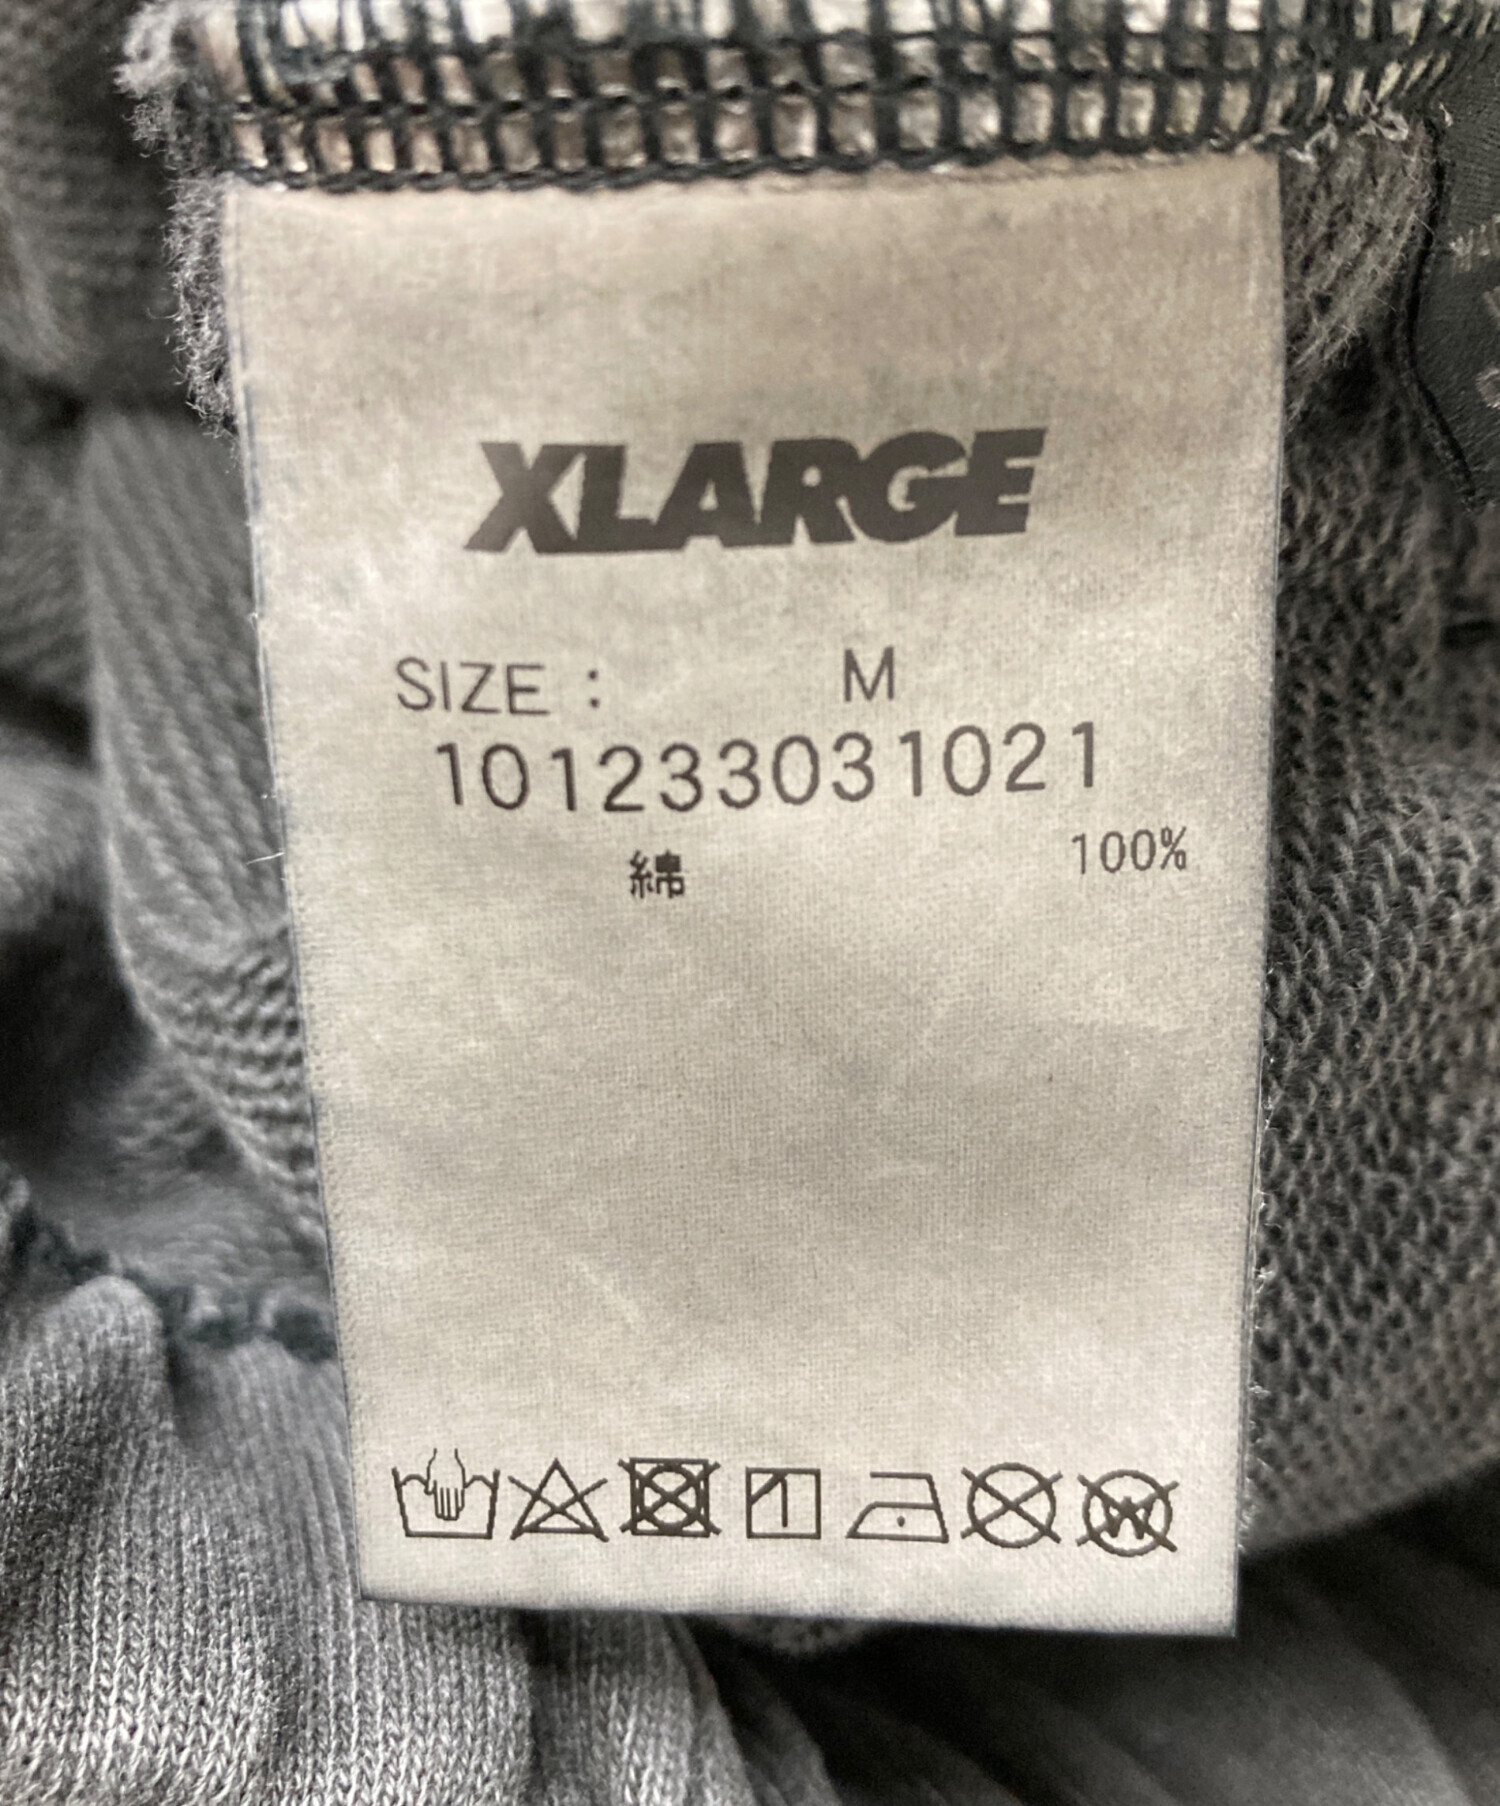 XLARGE
SIZE : M
101233031021
綿 100%